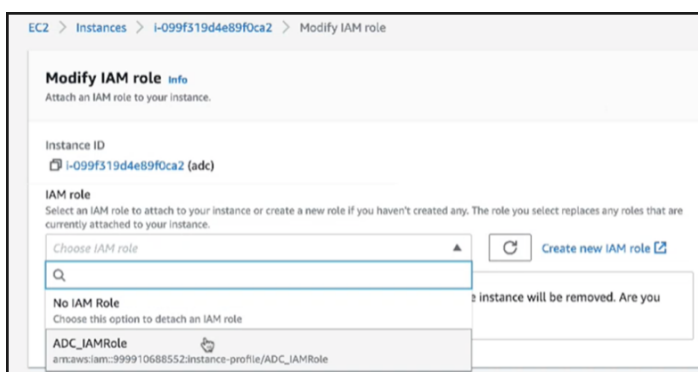 EC2 > Instances > i-099f319d4e89f0ca2 > Modify IAM role
Modify IAM role Info
Attach an IAM role to your instance.
Instance ID
i-099f319d4e89f0ca2 (adc)
IAM role
Select an IAM role to attach to your instance or create a new role if you haven't created any. The role you select replaces any roles that are
currently attached to your instance.
Choose IAM role
Create new IAM role
No IAM Role
Choose this option to detach an IAM role
e instance will be removed. Are you
ADC_IAMRole
arn:aws:iam::999910688552:instance-profile/ADC_IAMRole